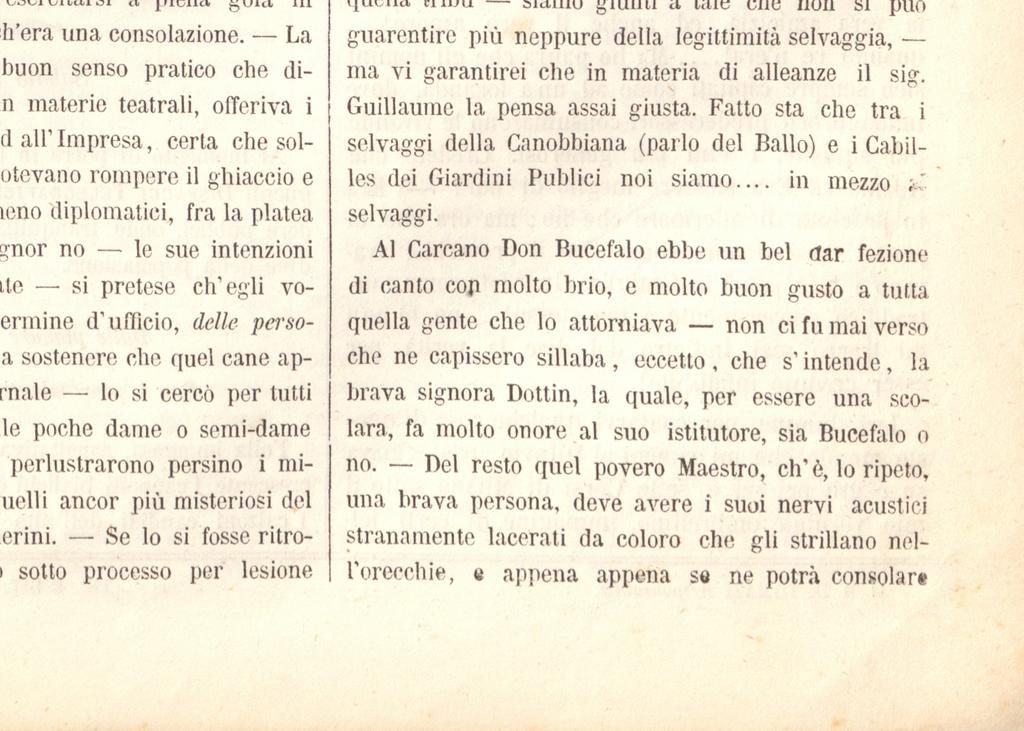 esercitarsi a piena gola in
ch'era una consolazione. — La
buon senso pratico che di-
n materie teatrali, offeriva i
d all'Impresa, certa che sol-
otevano rompere il ghiaccio e
eno diplomatici, fra la platea
gnor no — le sue intenzioni
te — si pretese ch'egli vo-
ermine d'ufficio, delle perso-
a sostenere che quel cane ap-
rnale — lo si cercò per tutti
le poche dame o semi-dame
perlustrarono persino i mi-
uelli ancor più misteriosi del
erini. — Se lo si fosse ritro-
sotto processo per lesione
quella tribù — siamo giunti a tale che non si può
guarentire più neppure della legittimità selvaggia, —
ma vi garantirei che in materia di alleanze il sig.
Guillaume la pensa assai giusta. Fatto sta che tra i
selvaggi della Canobbiana (parlo del Ballo) e i Cabil-
les dei Giardini Publici noi siamo.... in mezzo
selvaggi.
Al Carcano Don Bucefalo ebbe un bel dar fezione
di canto con molto brio, e molto buon gusto a tutta
quella gente che lo attorniava — non ci fu mai verso
che ne capissero sillaba, eccetto, che s'intende, la
brava signora Dottin, la quale, per essere una sco-
lara, fa molto onore al suo istitutore, sia Bucefalo o
no. — Del resto quel povero Maestro, ch'è, lo ripeto,
una brava persona, deve avere i suoi nervi acustici
stranamente lacerati da coloro che gli strillano nel-
l'orecchie, e appena appena se ne potrà consolare